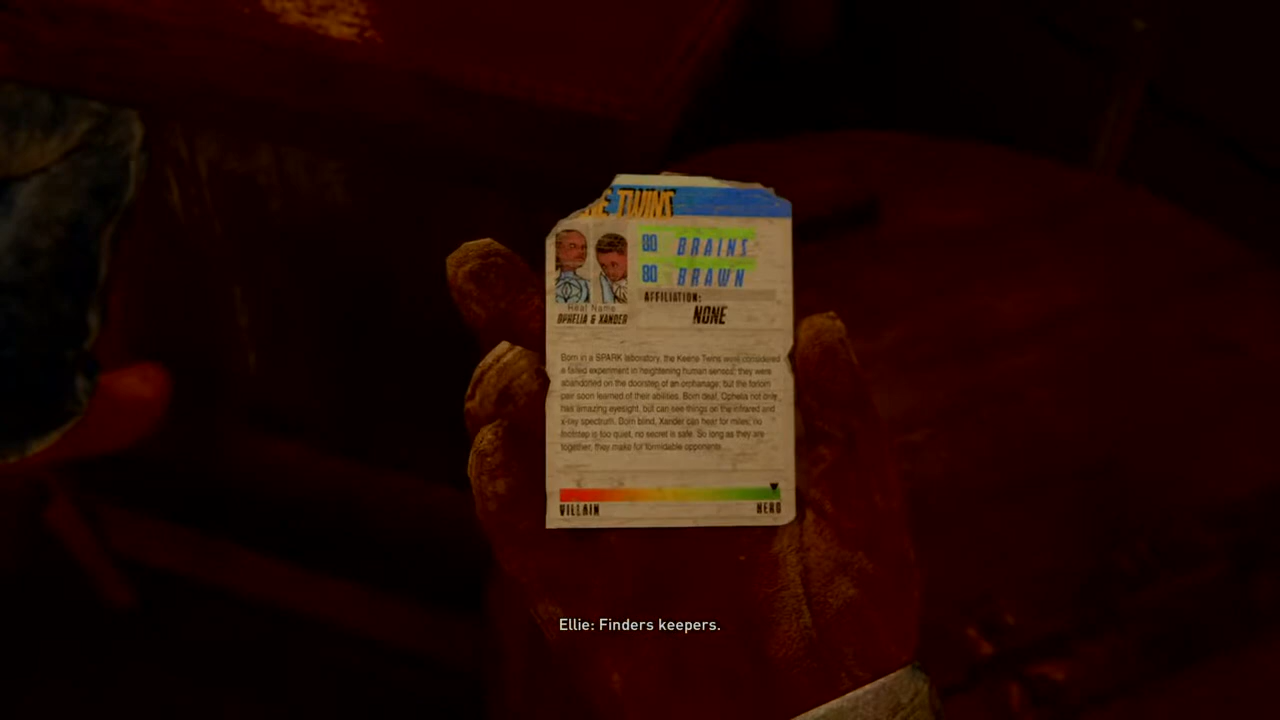 E TWINS
80 BRAINS
80 BRAWN
AFFILIATION:
NONE
Real Name
OPHELIA & XANDER
Born in a SPARK laboratory, the Keene Twins were considered
a failed experiment in heightening human senses; they were
abandoned on the doorstep of an orphanage; but the forlorn
pair soon learned of their abilities. Born deaf, Ophelia not only
has amazing eyesight, but can see things on the infrared and
x-ray spectrum. Born blind, Xander can hear for miles; no
footstep is too quiet, no secret is safe. So long as they are
together, they make for formidable opponents.
VILLAIN HERO
Ellie: Finders keepers.